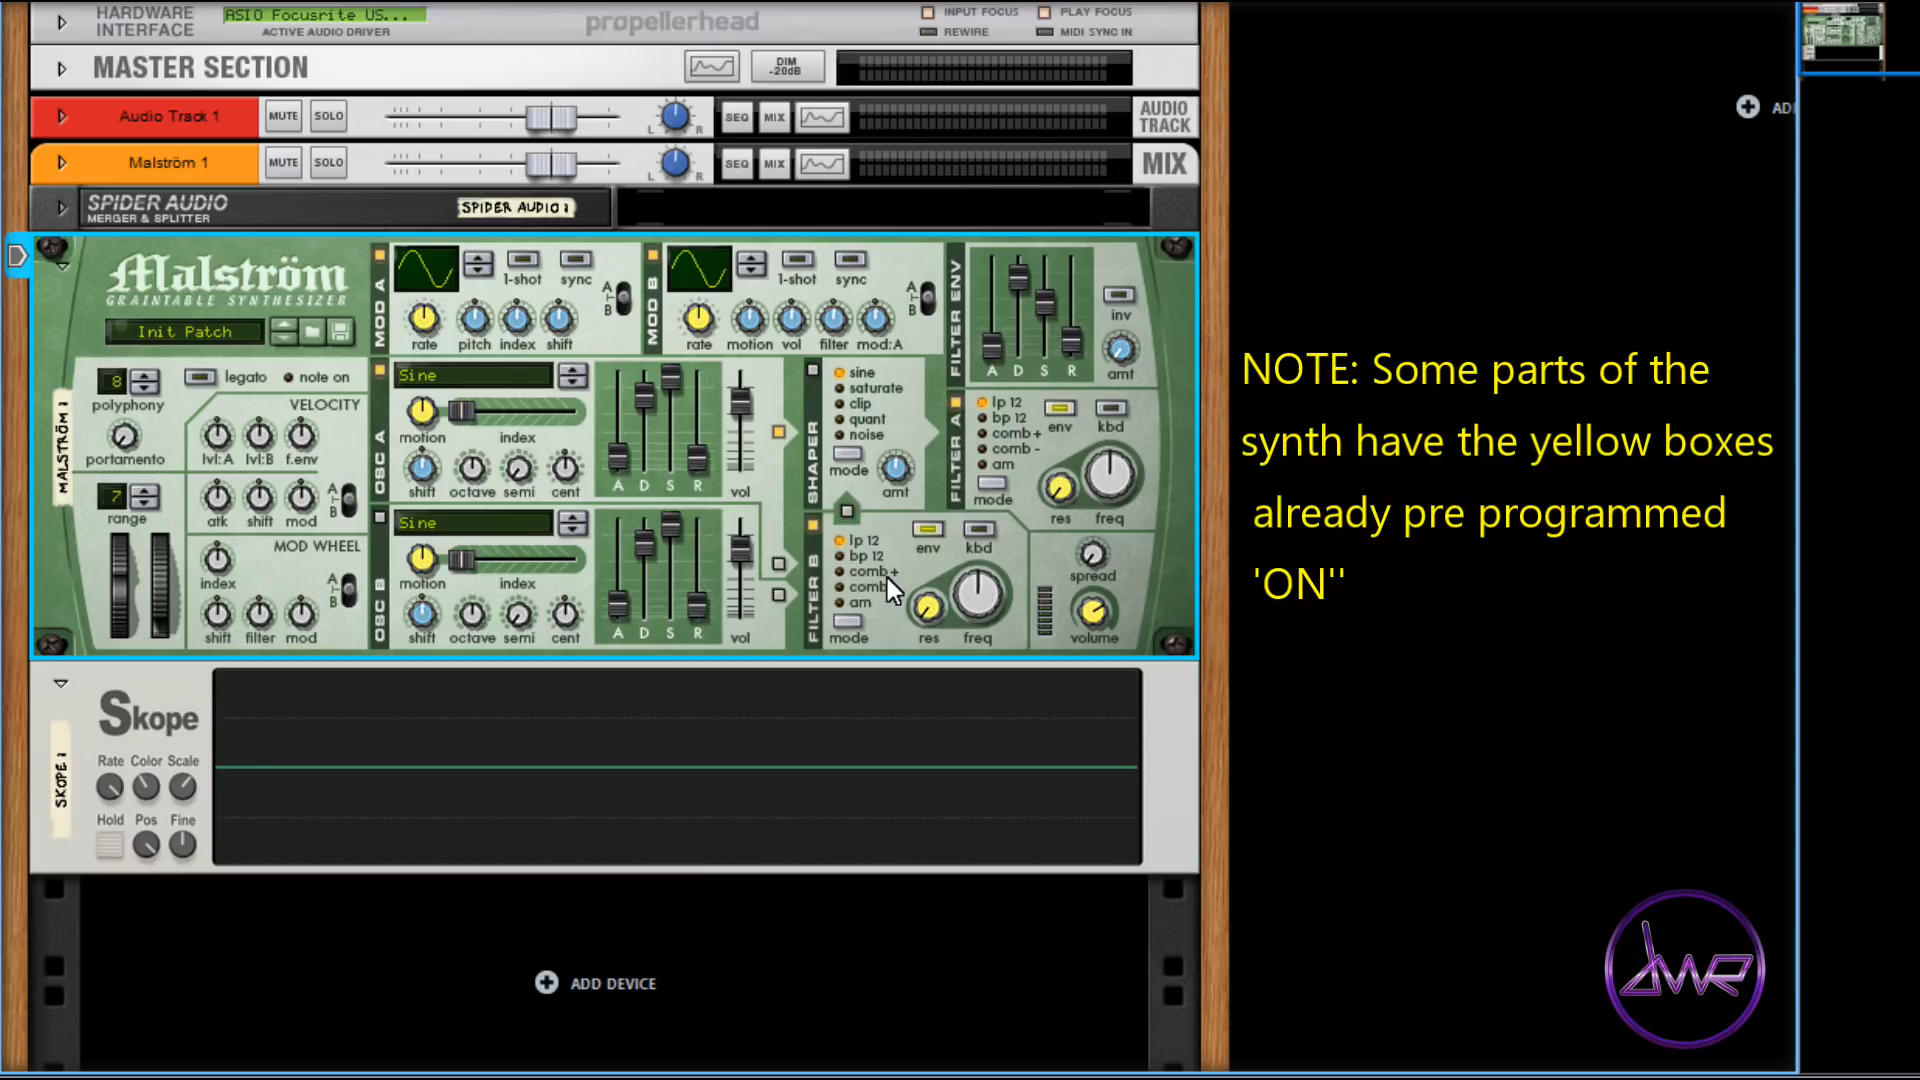 HARDWARE
INTERFACE
ASIO Focusrite US...
ACTIVE AUDIO DRIVER
propellerhead
INPUT FOCUS
PLAY FOCUS
REWIRE
MIDI SYNC IN
MASTER SECTION
DIM
-20dB
Audio Track 1
MUTE
SOLO
L
R
SEQ
MIX
AUDIO
TRACK
ADD
Malström 1
MUTE
SOLO
L
R
SEQ
MIX
MIX
SPIDER AUDIO
MERGER & SPLITTER
SPIDER AUDIO 1
Malström
GRAINTABLE SYNTHESIZER
Init Patch
MOD A
1-shot
sync
A
B
rate
pitch
index
shift
MOD B
1-shot
sync
A
B
rate
motion
vol
filter
mod:A
FILTER ENV
A D S R
inv
amt
MALSTRÖM 1
8
polyphony
legato
note on
portamento
VELOCITY
lvl:A
lvl:B
f.env
atk
shift
mod
A
B
7
range
MOD WHEEL
index
A
B
shift
filter
mod
OSC A
Sine
motion
index
shift
octave
semi
cent
A D S R
vol
OSC B
Sine
motion
index
shift
octave
semi
cent
A D S R
vol
SHAPER
sine
saturate
clip
quant
noise
mode
amt
FILTER A
lp 12
bp 12
comb+
comb -
am
env
kbd
mode
res
freq
FILTER B
lp 12
bp 12
comb+
comb
am
env
kbd
mode
res
freq
spread
volume
NOTE: Some parts of the
synth have the yellow boxes
already pre programmed
'ON''
Skope
SKOPE 1
Rate Color Scale
Hold Pos Fine
ADD DEVICE